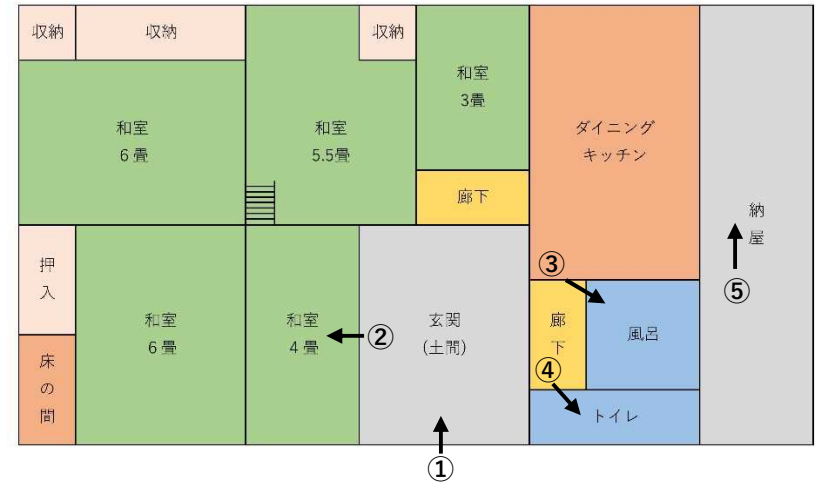 収納
収納
収納
和室
3畳
和室
6畳
和室
5.5畳
ダイニング
キッチン
廊下
納屋
押入
③
⑤
和室
6畳
和室
4畳
②
玄関
(土間)
廊下
風呂
床の間
④
トイレ
①